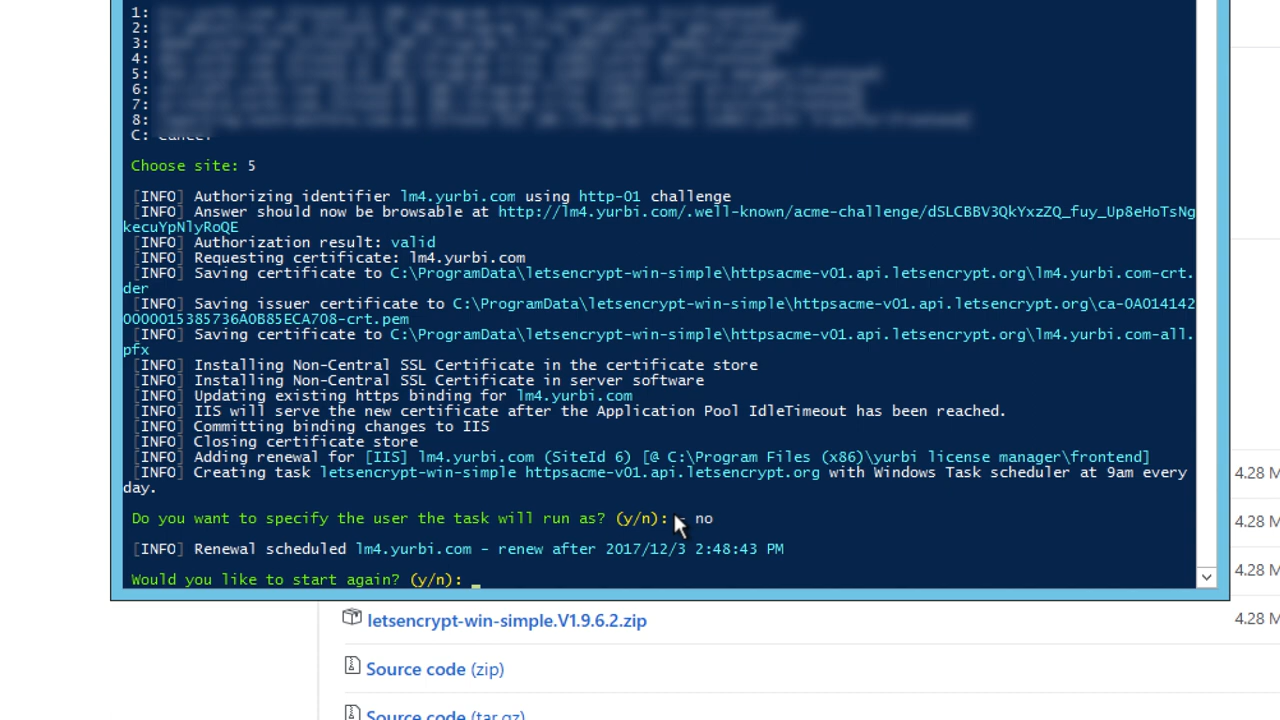 1:
2:
3:
4:
5:
6:
7:
8:
C: Cancel
Choose site: 5
[INFO] Authorizing identifier lm4.yurbi.com using http-01 challenge
[INFO] Answer should now be browsable at http://lm4.yurbi.com/.well-known/acme-challenge/dSLCBBV3QkYxzZQ_fuy_Up8eHoTsNg
kecuYpNlyRoQE
[INFO] Authorization result: valid
[INFO] Requesting certificate: lm4.yurbi.com
[INFO] Saving certificate to C:\ProgramData\letsencrypt-win-simple\httpsacme-v01.api.letsencrypt.org\lm4.yurbi.com-crt.
der
[INFO] Saving issuer certificate to C:\ProgramData\letsencrypt-win-simple\httpsacme-v01.api.letsencrypt.org\ca-0A014142
0000015385736A0B85ECA708-crt.pem
[INFO] Saving certificate to C:\ProgramData\letsencrypt-win-simple\httpsacme-v01.api.letsencrypt.org\lm4.yurbi.com-all.
pfx
[INFO] Installing Non-Central SSL Certificate in the certificate store
[INFO] Installing Non-Central SSL Certificate in server software
[INFO] Updating existing https binding for lm4.yurbi.com
[INFO] IIS will serve the new certificate after the Application Pool IdleTimeout has been reached.
[INFO] Committing binding changes to IIS
[INFO] Closing certificate store
[INFO] Adding renewal for [IIS] lm4.yurbi.com (SiteId 6) [@ C:\Program Files (x86)\yurbi license manager\frontend]
[INFO] Creating task letsencrypt-win-simple httpsacme-v01.api.letsencrypt.org with Windows Task scheduler at 9am every
day.
Do you want to specify the user the task will run as? (y/n): - no
[INFO] Renewal scheduled lm4.yurbi.com - renew after 2017/12/3 2:48:43 PM
Would you like to start again? (y/n):
4.28 M
4.28 M
4.28 M
letsencrypt-win-simple.V1.9.6.2.zip 4.28 M
Source code (zip)
Source code (tar.gz)